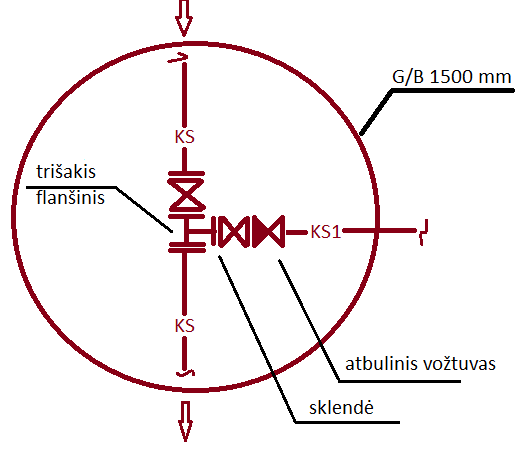 G/B 1500 mm
KS
trišakis
flanšinis
KS1
KS
atbulinis vožtuvas
sklendė